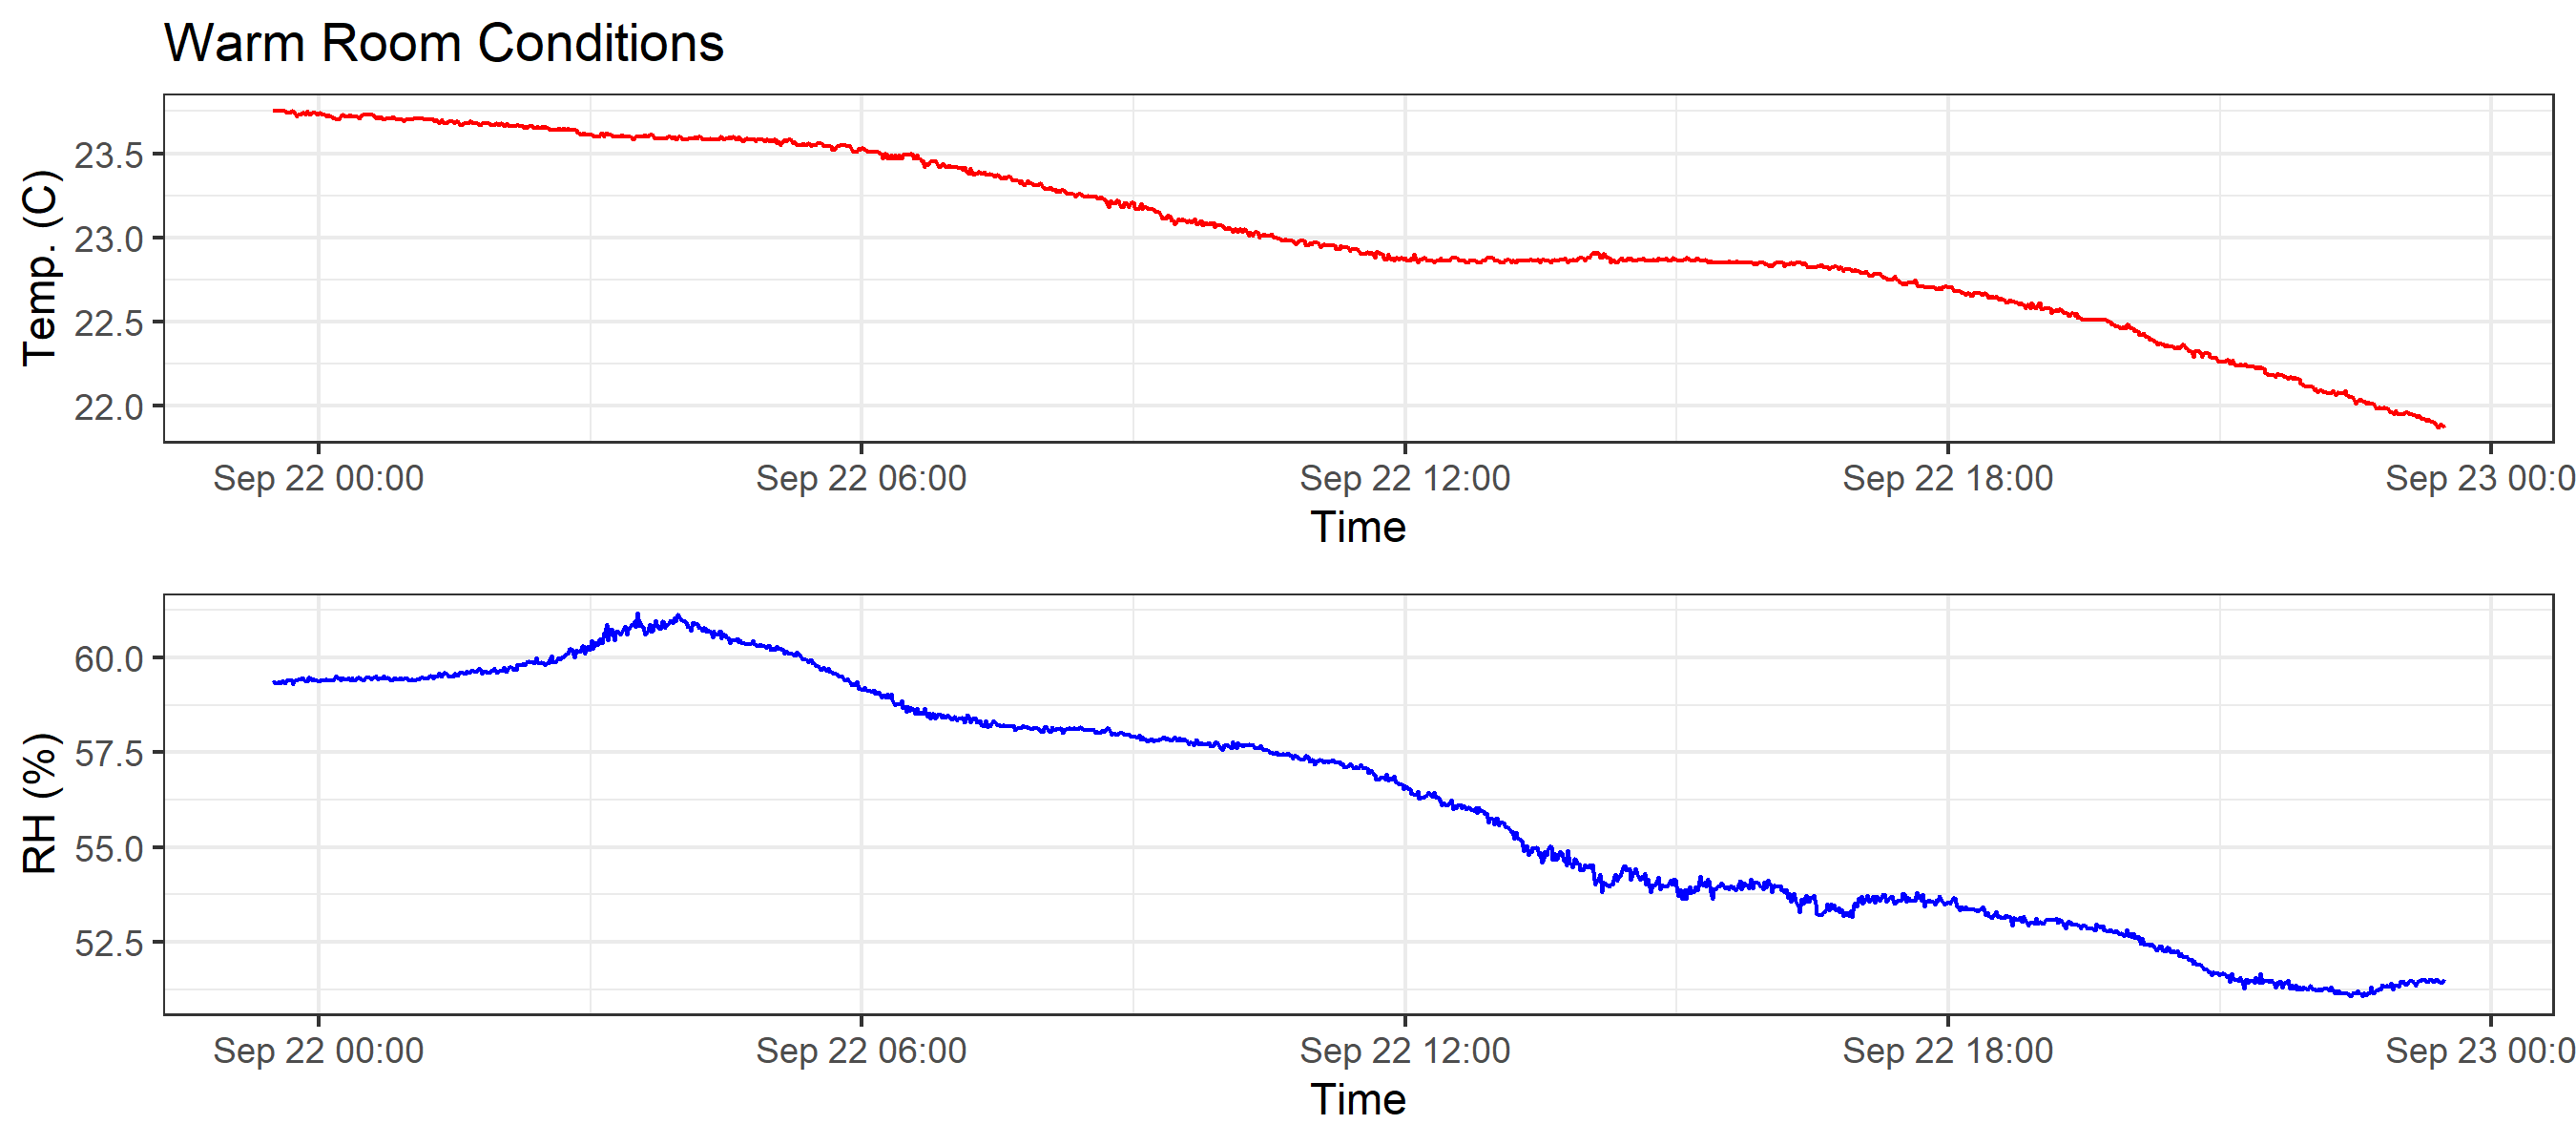 Warm Room Conditions
Temp. (C)
23.5
23.0
22.5
22.0
Sep 22 00:00 Sep 22 06:00 Sep 22 12:00 Sep 22 18:00 Sep 23 00:0
Time
RH (%)
60.0
57.5
55.0
52.5
Sep 22 00:00 Sep 22 06:00 Sep 22 12:00 Sep 22 18:00 Sep 23 00:0
Time